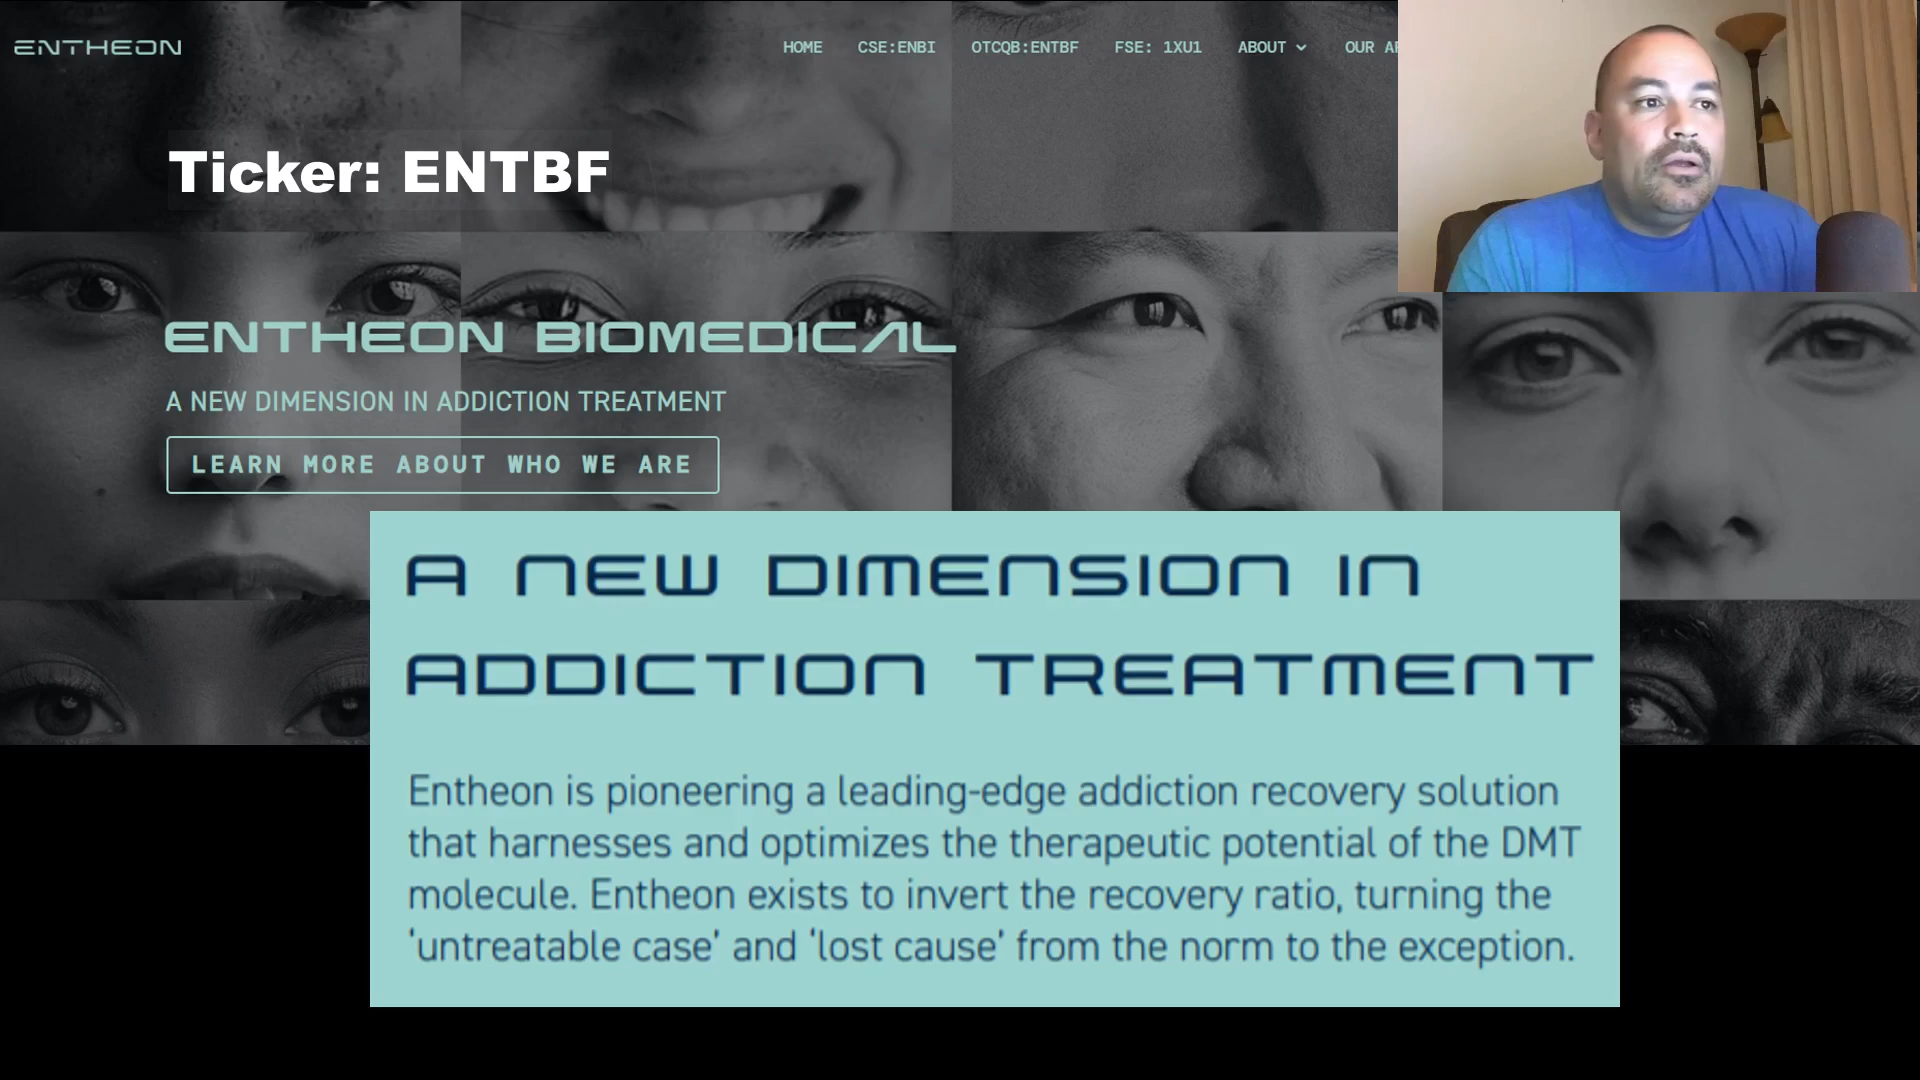 ENTHEON
HOME CSE:ENBI OTCQB:ENTBF FSE: 1XU1 ABOUT OUR
Ticker: ENTBF
ENTHEON BIOMEDICAL
A NEW DIMENSION IN ADDICTION TREATMENT
LEARN MORE ABOUT WHO WE ARE
A NEW DIMENSION IN
ADDICTION TREATMENT
Entheon is pioneering a leading-edge addiction recovery solution
that harnesses and optimizes the therapeutic potential of the DMT
molecule. Entheon exists to invert the recovery ratio, turning the
‘untreatable case’ and ‘lost cause’ from the norm to the exception.